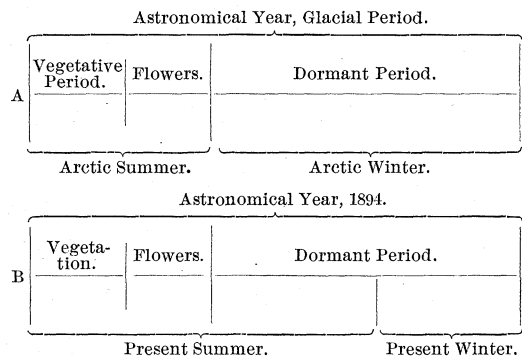 Astronomical Year, Glacial Period.
Vegetative
Period.
Flowers.
Dormant Period.
A
Arctic Summer.
Arctic Winter.
Astronomical Year, 1894.
Vegeta-
tion.
Flowers.
Dormant Period.
B
Present Summer.
Present Winter.